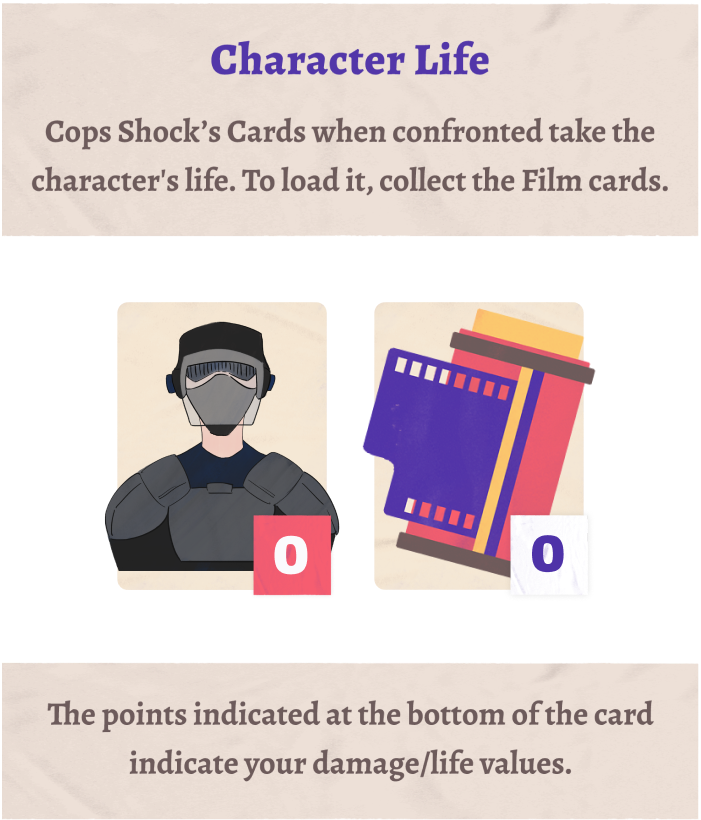 Character Life
Cops Shock’s Cards when confronted take the
character's life. To load it, collect the Film cards.
0
0
The points indicated at the bottom of the card
indicate your damage/life values.